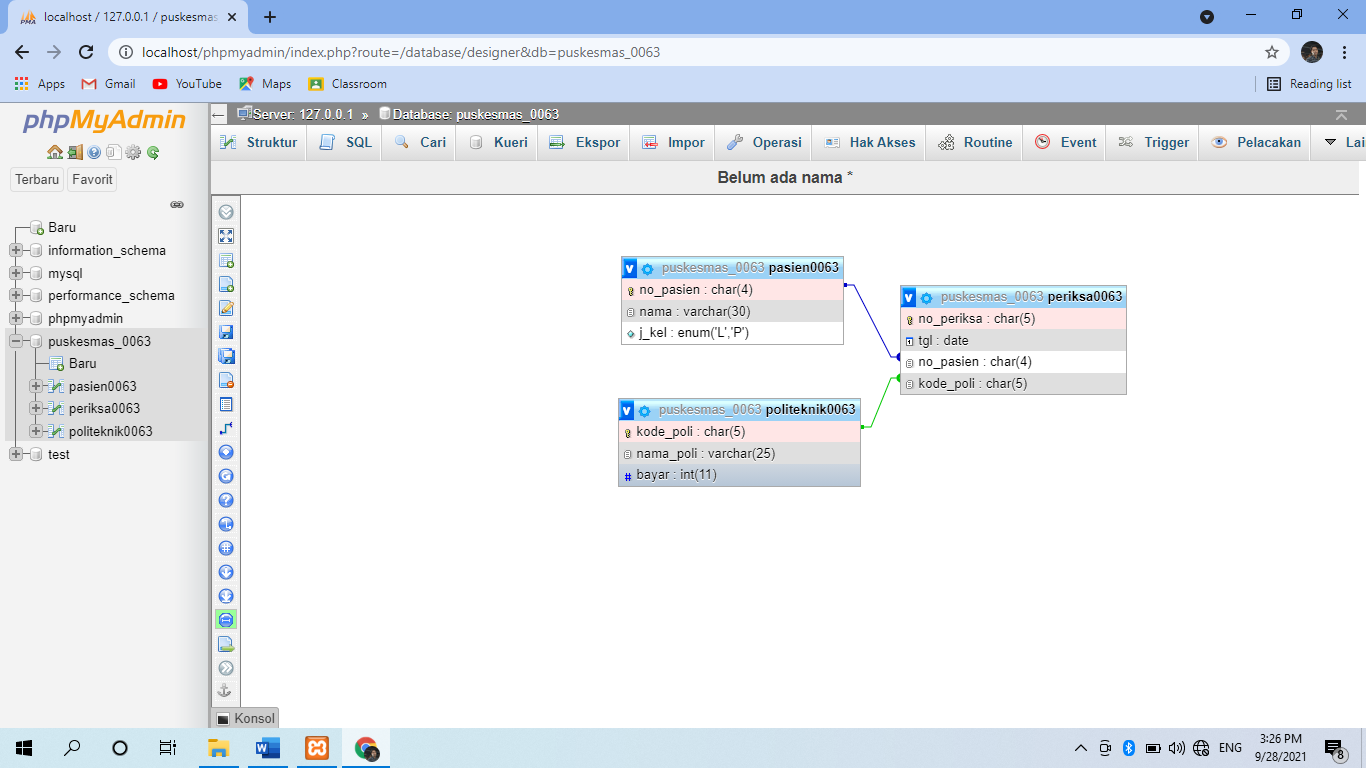 localhost / 127.0.0.1 / puskesmas
localhost/phpmyadmin/index.php?route=/database/designer&db=puskesmas_0063
Apps Gmail YouTube Maps Classroom Reading list
phpMyAdmin
Terbaru Favorit
Baru
information_schema
mysql
performance_schema
phpmyadmin
puskesmas_0063
Baru
pasien0063
periksa0063
politeknik0063
test
Server: 127.0.0.1 » Database: puskesmas_0063
Struktur SQL Cari Kueri Ekspor Impor Operasi Hak Akses Routine Event Trigger Pelacakan Lai
Belum ada nama *
v puskesmas_0063 pasien0063
no_pasien : char(4)
nama : varchar(30)
j_kel : enum('L','P')
v puskesmas_0063 periksa0063
no_periksa : char(5)
tgl : date
no_pasien : char(4)
kode_poli : char(5)
v puskesmas_0063 politeknik0063
kode_poli : char(5)
nama_poli : varchar(25)
# bayar : int(11)
Konsol
ENG
3:26 PM
9/28/2021
8